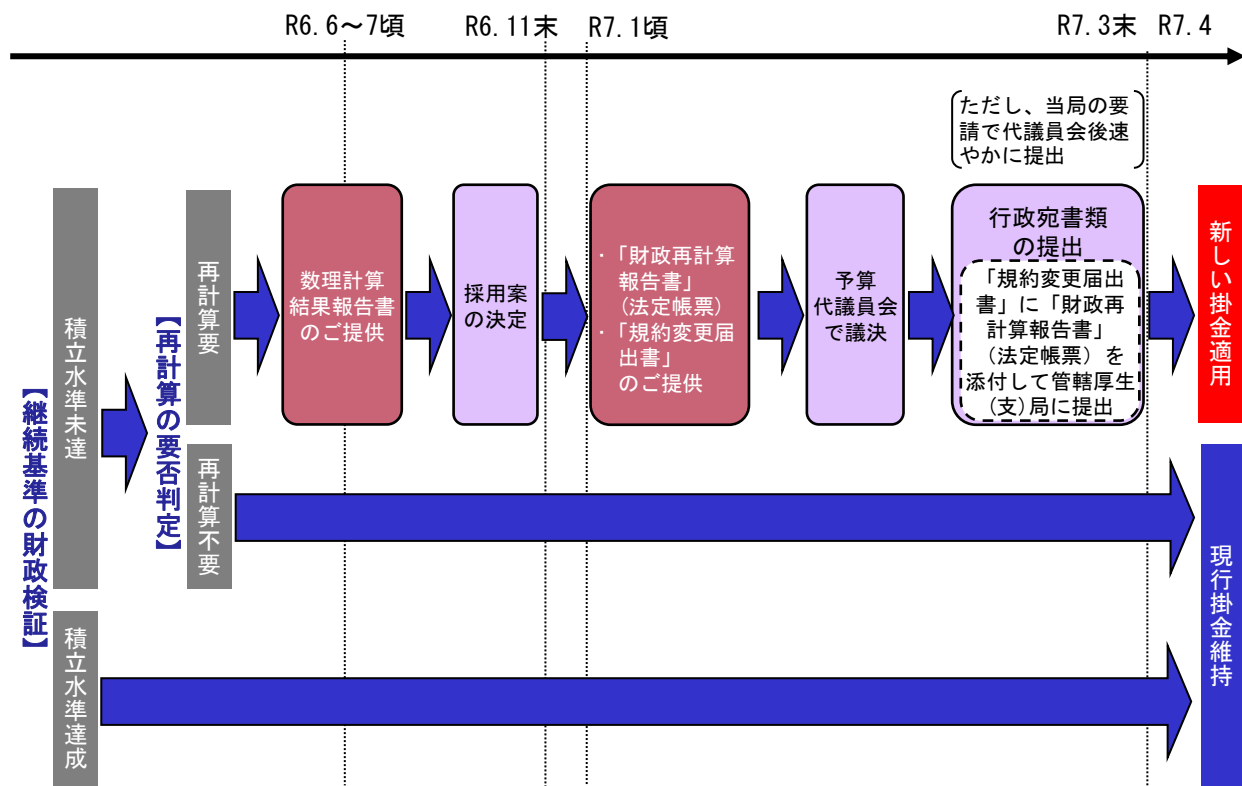 R6.6～7頃
R6.11末
R7.1頃
R7.3末
R7.4
ただし、当局の要
請で代議員会後速
やかに提出
【継続基準の財政検証】
積立水準未達
【再計算の要否判定】
再計算要
数理計算
結果報告書
のご提供
採用案
の決定
・「財政再計算
報告書」
（法定帳票）
・「規約変更届
出書」
のご提供
予算
代議員会
で議決
行政宛書類
の提出
「規約変更届出
書」に「財政再
計算報告書」
（法定帳票）を
添付して管轄厚生
(支)局に提出
新しい掛金適用
再計算不要
積立水準達成
現行掛金維持